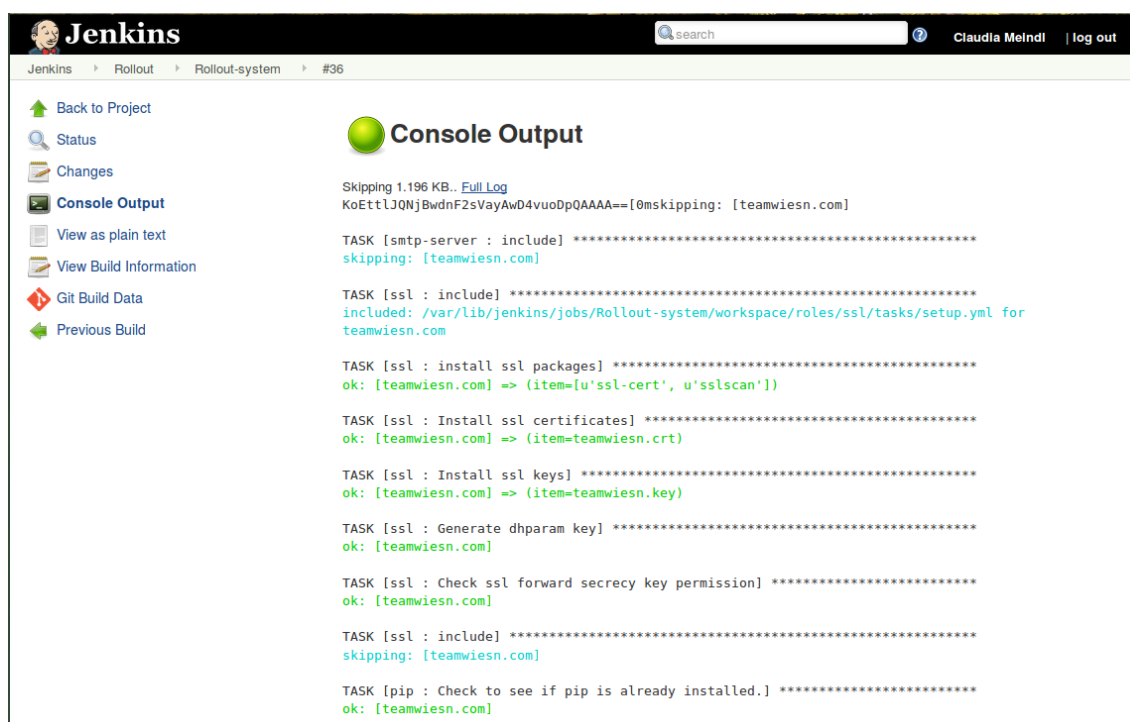 Jenkins
search
Claudia Meindl | log out
Jenkins Rollout Rollout-system #36
Back to Project
Status
Changes
Console Output
View as plain text
View Build Information
Git Build Data
Previous Build
Console Output
Skipping 1.196 KB.. Full Log
KoEttlJQNjBwdnF2sVayAwD4vuoDpQAAAA==[0mskipping: [teamwiesn.com]
TASK [smtp-server : include] ***************************************************
skipping: [teamwiesn.com]
TASK [ssl : include] ***********************************************************
included: /var/lib/jenkins/jobs/Rollout-system/workspace/roles/ssl/tasks/setup.yml for
teamwiesn.com
TASK [ssl : install ssl packages] **********************************************
ok: [teamwiesn.com] => (item=[u'ssl-cert', u'sslscan'])
TASK [ssl : Install ssl certificates] ******************************************
ok: [teamwiesn.com] => (item=teamwiesn.crt)
TASK [ssl : Install ssl keys] **************************************************
ok: [teamwiesn.com] => (item=teamwiesn.key)
TASK [ssl : Generate dhparam key] **********************************************
ok: [teamwiesn.com]
TASK [ssl : Check ssl forward secrecy key permission] **************************
ok: [teamwiesn.com]
TASK [ssl : include] ***********************************************************
skipping: [teamwiesn.com]
TASK [pip : Check to see if pip is already installed.] *************************
ok: [teamwiesn.com]